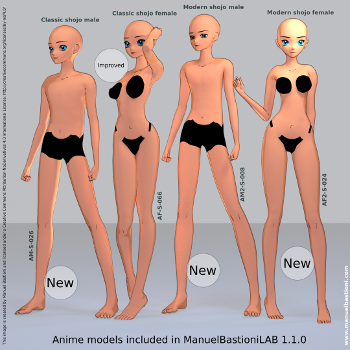 Classic shojo male
Classic shojo female
Modern shojo male
Modern shojo female
improved
AM-S-026
AF-S-066
AM2-S-008
AF2-S-024
New
New
New
Anime models included in ManuelBastioniLAB 1.1.0
www.manuelbastioni.com